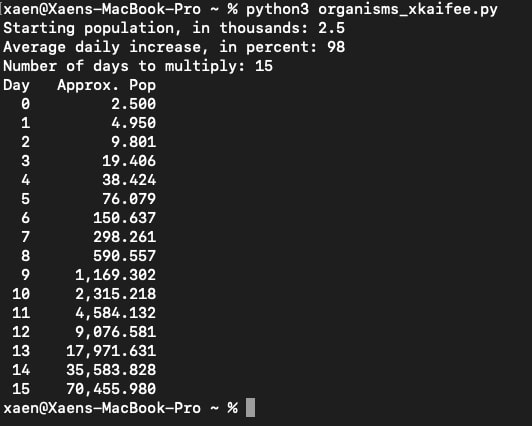 [xaen@Xaens-MacBook-Pro ~ % python3 organisms_xkaifee.py
Starting population, in thousands: 2.5
Average daily increase, in percent: 98
Number of days to multiply: 15
Day   Approx. Pop
  0         2.500
  1         4.950
  2         9.801
  3        19.406
  4        38.424
  5        76.079
  6       150.637
  7       298.261
  8       590.557
  9     1,169.302
 10     2,315.218
 11     4,584.132
 12     9,076.581
 13    17,971.631
 14    35,583.828
 15    70,455.980
xaen@Xaens-MacBook-Pro ~ %